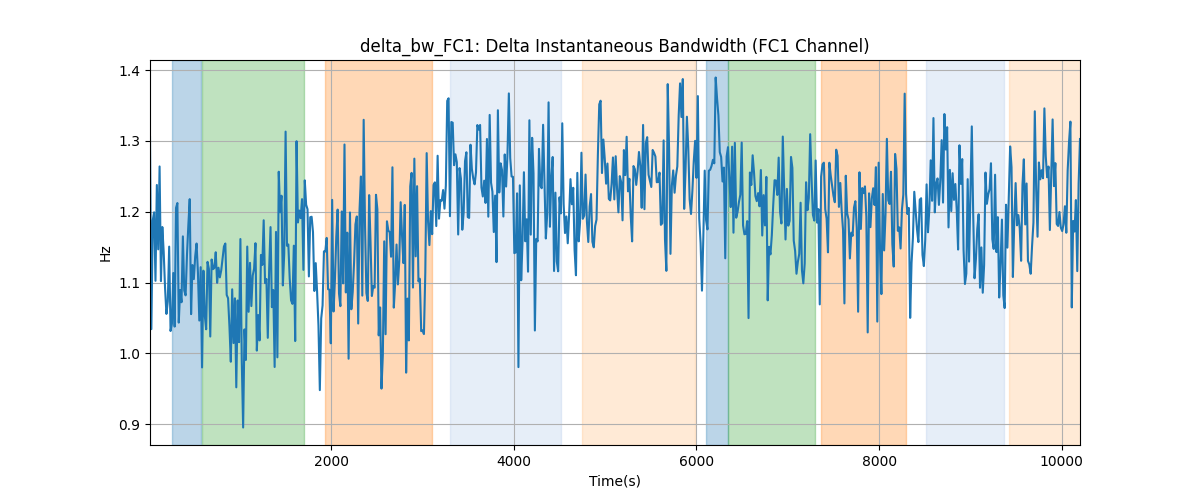 delta_bw_FC1: Delta Instantaneous Bandwidth (FC1 Channel)
1.4
1.3
1.2
1.1
1.0
0.9
Hz
2000 4000 6000 8000 10000
Time(s)